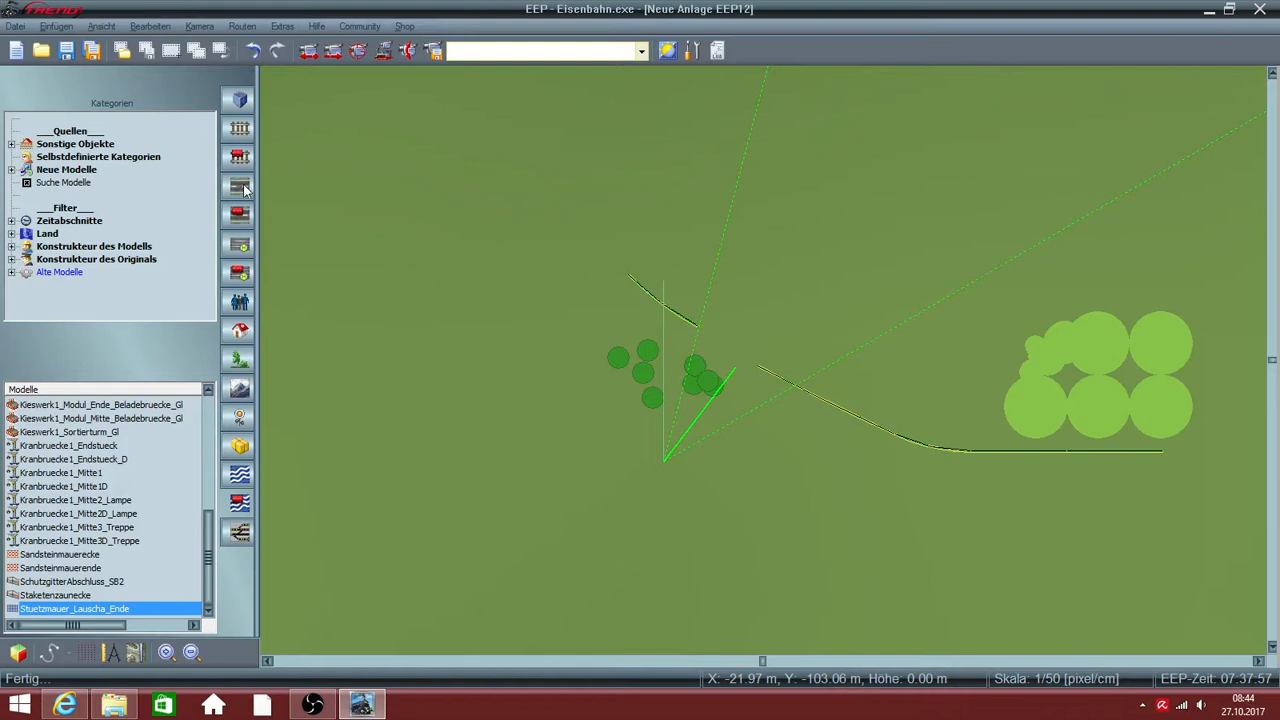 TREND
EEP - Eisenbahn.exe - [Neue Anlage EEP12]
Datei Einfügen Ansicht Bearbeiten Kamera Routen Extras Hilfe Community Shop
Kategorien
___Quellen___
Sonstige Objekte
Selbstdefinierte Kategorien
Neue Modelle
Suche Modelle
___Filter___
Zeitabschnitte
Land
Konstrukteur des Modells
Konstrukteur des Originals
Alte Modelle
Modelle
Kieswerk1_Modul_Ende_Beladebruecke_Gl
Kieswerk1_Modul_Mitte_Beladebruecke_Gl
Kieswerk1_Sortierturm_Gl
Kranbruecke1_Endstueck
Kranbruecke1_Endstueck_D
Kranbruecke1_Mitte1
Kranbruecke1_Mitte1D
Kranbruecke1_Mitte2_Lampe
Kranbruecke1_Mitte2D_Lampe
Kranbruecke1_Mitte3_Treppe
Kranbruecke1_Mitte3D_Treppe
Sandsteinmauerecke
Sandsteinmauerende
SchutzgitterAbschluss_SB2
Staketenzaunecke
Stuetzmauer_Lauscha_Ende
Fertig... X: -21.97 m, Y: -103.06 m, Höhe: 0.00 m Skala: 1/50 [pixel/cm] EEP-Zeit: 07:37:57
08:44
27.10.2017